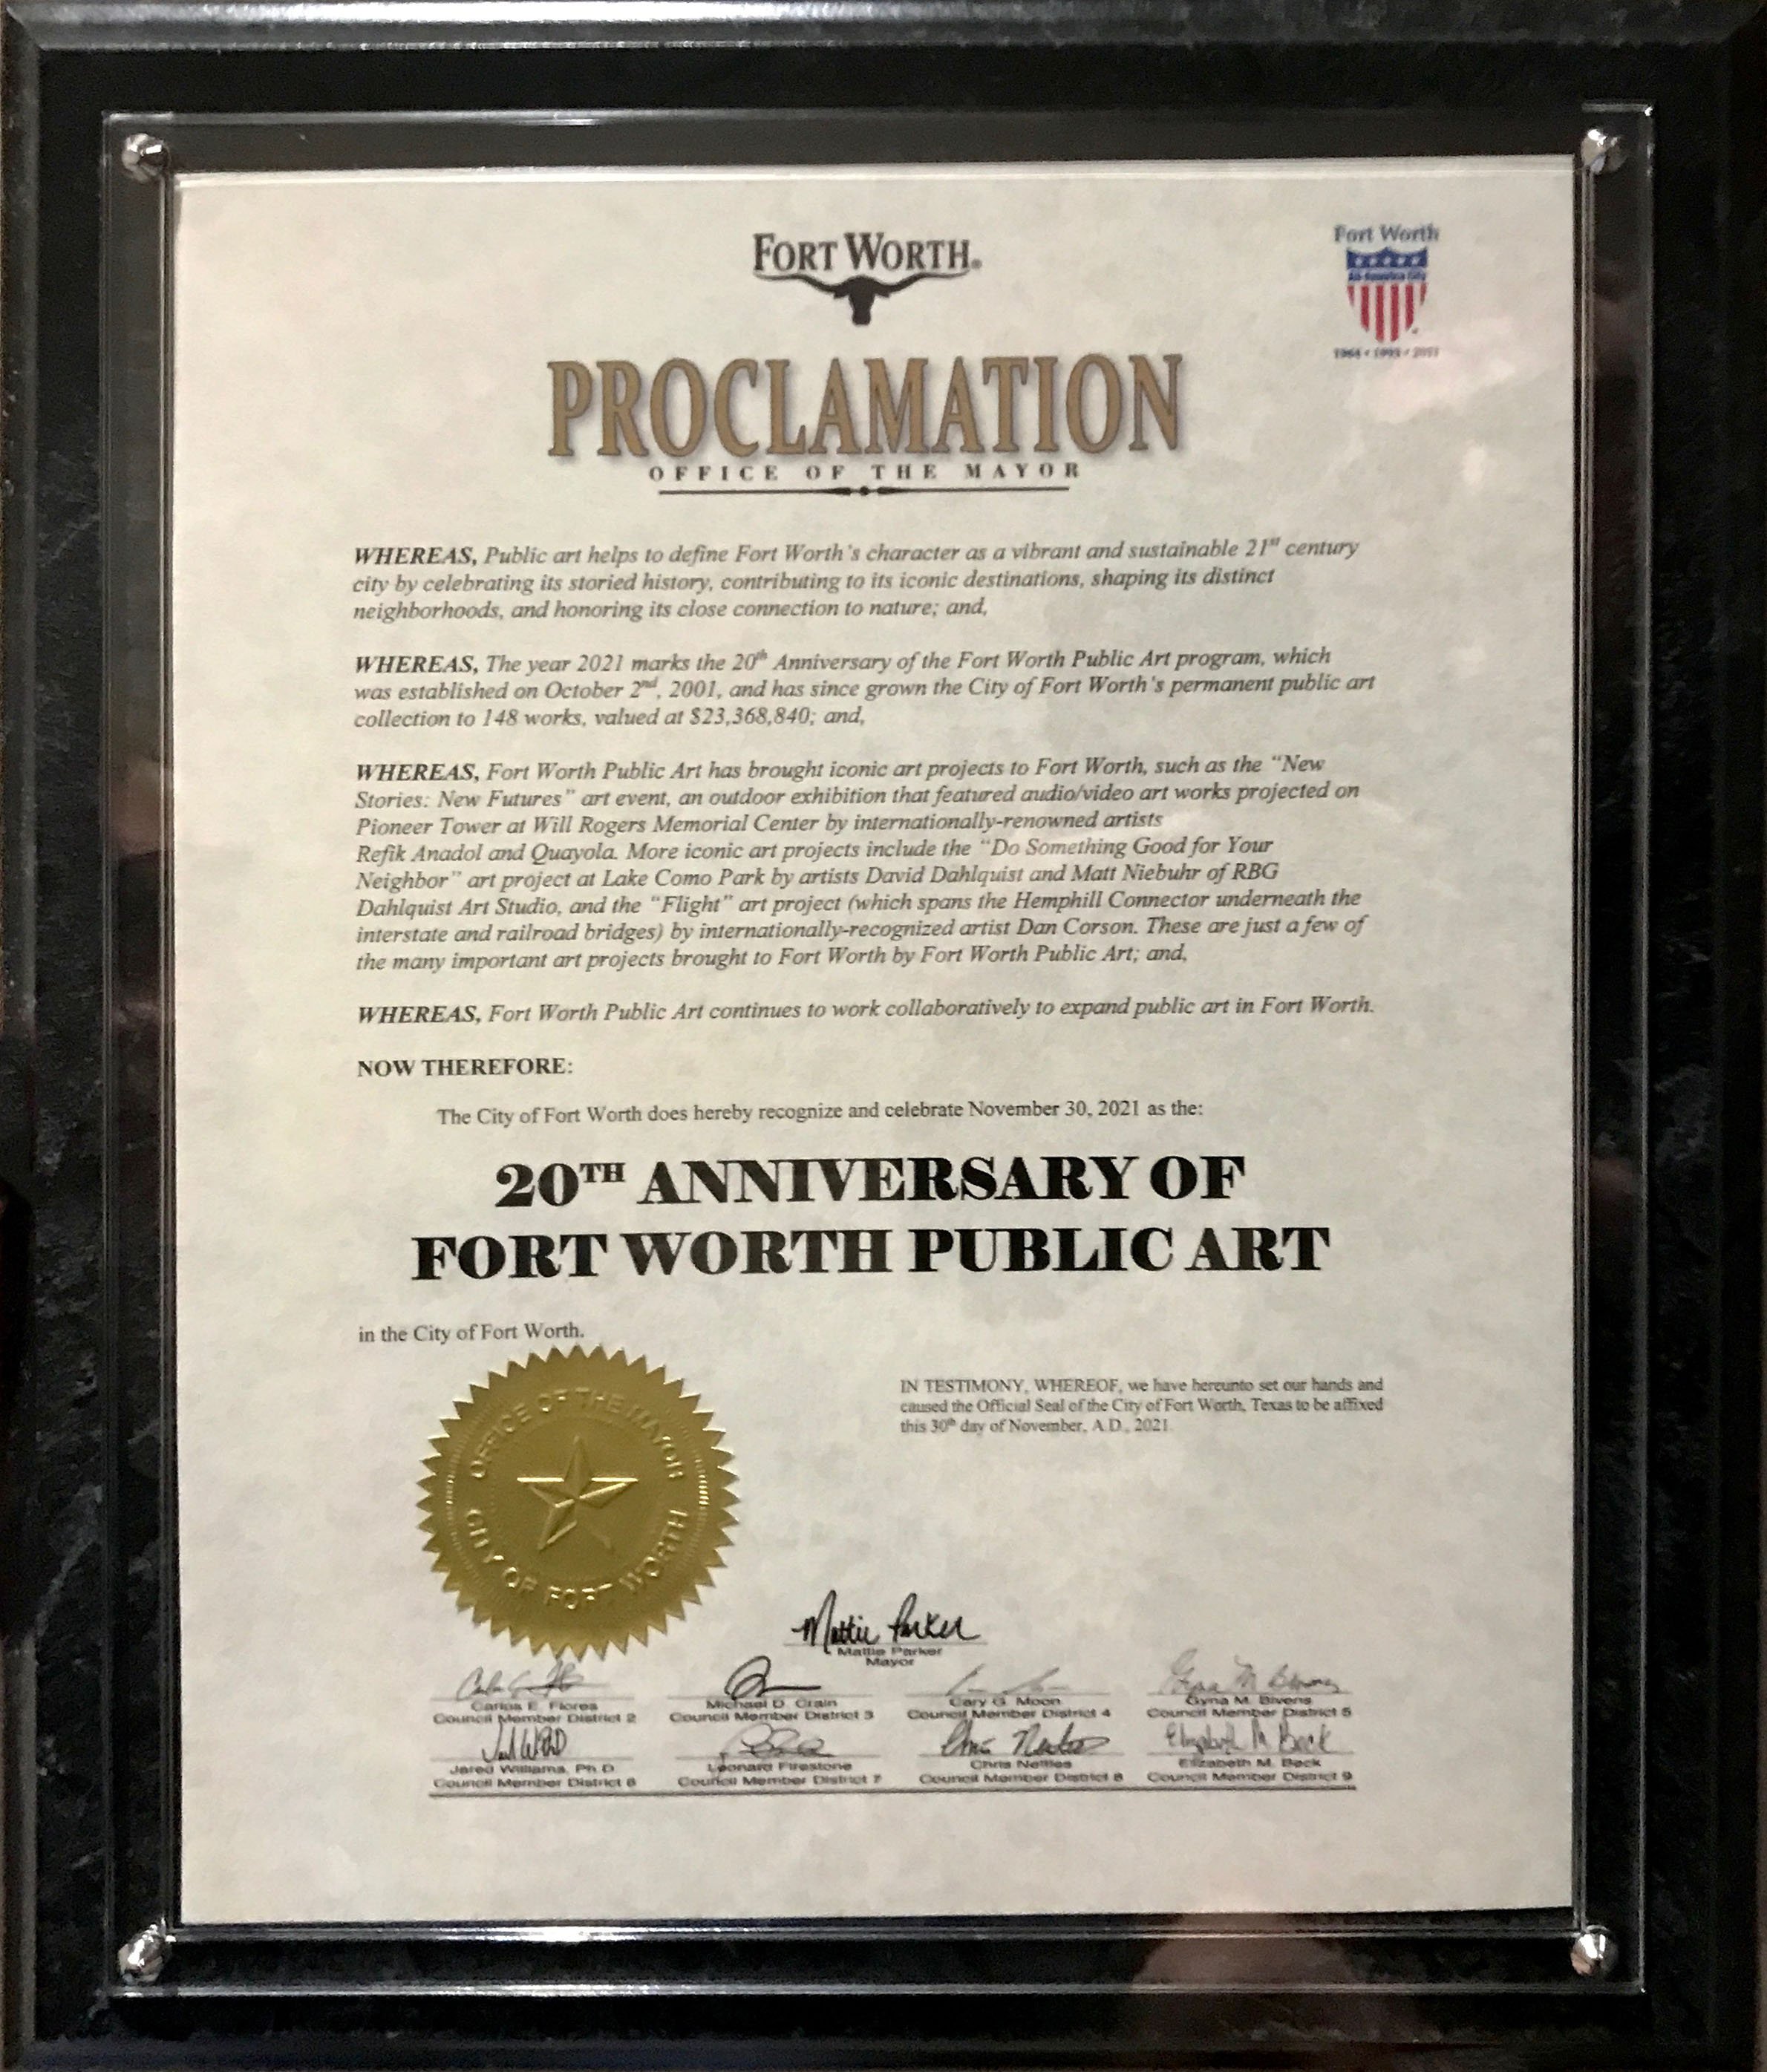 FORT WORTH®
Fort Worth
All-America City
1964 • 1993 • 2011
PROCLAMATION
OFFICE OF THE MAYOR
WHEREAS, Public art helps to define Fort Worth's character as a vibrant and sustainable 21st century
city by celebrating its storied history, contributing to its iconic destinations, shaping its distinct
neighborhoods, and honoring its close connection to nature; and,
WHEREAS, The year 2021 marks the 20th Anniversary of the Fort Worth Public Art program, which
was established on October 2nd, 2001, and has since grown the City of Fort Worth's permanent public art
collection to 148 works, valued at $23,368,840; and,
WHEREAS, Fort Worth Public Art has brought iconic art projects to Fort Worth, such as the "New
Stories: New Futures" art event, an outdoor exhibition that featured audio/video art works projected on
Pioneer Tower at Will Rogers Memorial Center by internationally-renowned artists
Refik Anadol and Quayola. More iconic art projects include the "Do Something Good for Your
Neighbor" art project at Lake Como Park by artists David Dahlquist and Matt Niebuhr of RBG
Dahlquist Art Studio, and the "Flight" art project (which spans the Hemphill Connector underneath the
interstate and railroad bridges) by internationally-recognized artist Dan Corson. These are just a few of
the many important art projects brought to Fort Worth by Fort Worth Public Art; and,
WHEREAS, Fort Worth Public Art continues to work collaboratively to expand public art in Fort Worth.
NOW THEREFORE:
The City of Fort Worth does hereby recognize and celebrate November 30, 2021 as the:
20TH ANNIVERSARY OF
FORT WORTH PUBLIC ART
in the City of Fort Worth.
OFFICE OF THE MAYOR
CITY OF FORT WORTH
IN TESTIMONY, WHEREOF, we have hereunto set our hands and
caused the Official Seal of the City of Fort Worth, Texas to be affixed
this 30th day of November, A.D., 2021.
Mattie Parker
Mattie Parker
Mayor
Carlos E. Flores
Council Member District 2
Michael D. Crain
Council Member District 3
Cary G. Moon
Council Member District 4
Gyna M. Bivens
Gyna M. Bivens
Council Member District 5
Jared Williams, Ph.D.
Council Member District 6
Leonard Firestone
Council Member District 7
Chris Nettles
Chris Nettles
Council Member District 8
Elizabeth M. Beck
Elizabeth M. Beck
Council Member District 9